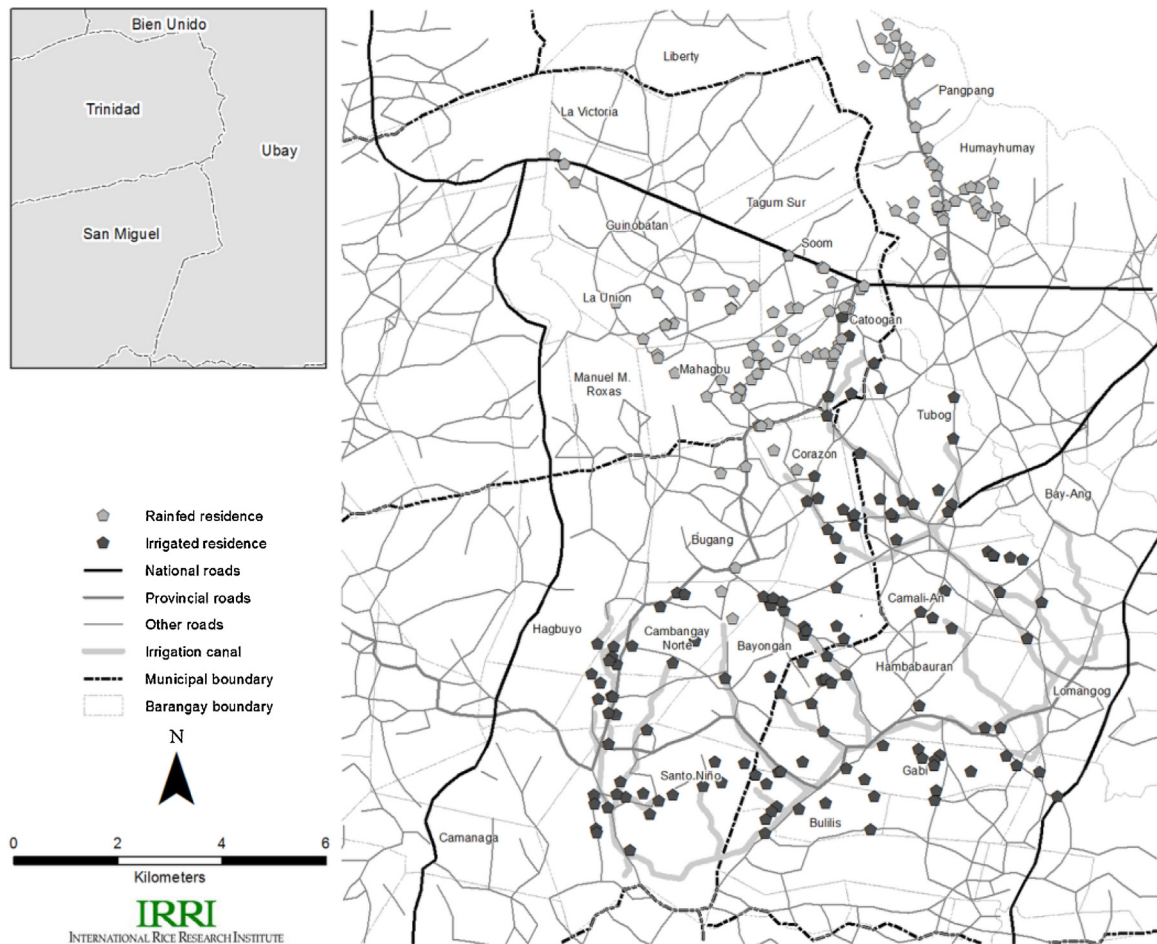 Bien Unido
Trinidad
Ubay
San Miguel
Liberty
La Victoria
Pangpang
Humayhumay
Tagum Sur
Guinobatan
Soom
La Union
Catoogan
Mahagbu
Manuel M.
Roxas
Tubog
Corazon
Bay-Ang
Bugang
Camali-An
Hagbuyo
Cambangay
Norte
Bayongan
Hambabauran
Lomangog
Santo.Niño
Gabi
Bulilis
Camanaga
Rainfed residence
Irrigated residence
National roads
Provincial roads
Other roads
Irrigation canal
Municipal boundary
Barangay boundary
N
0 2 4 6
Kilometers
IRRI
INTERNATIONAL RICE RESEARCH INSTITUTE